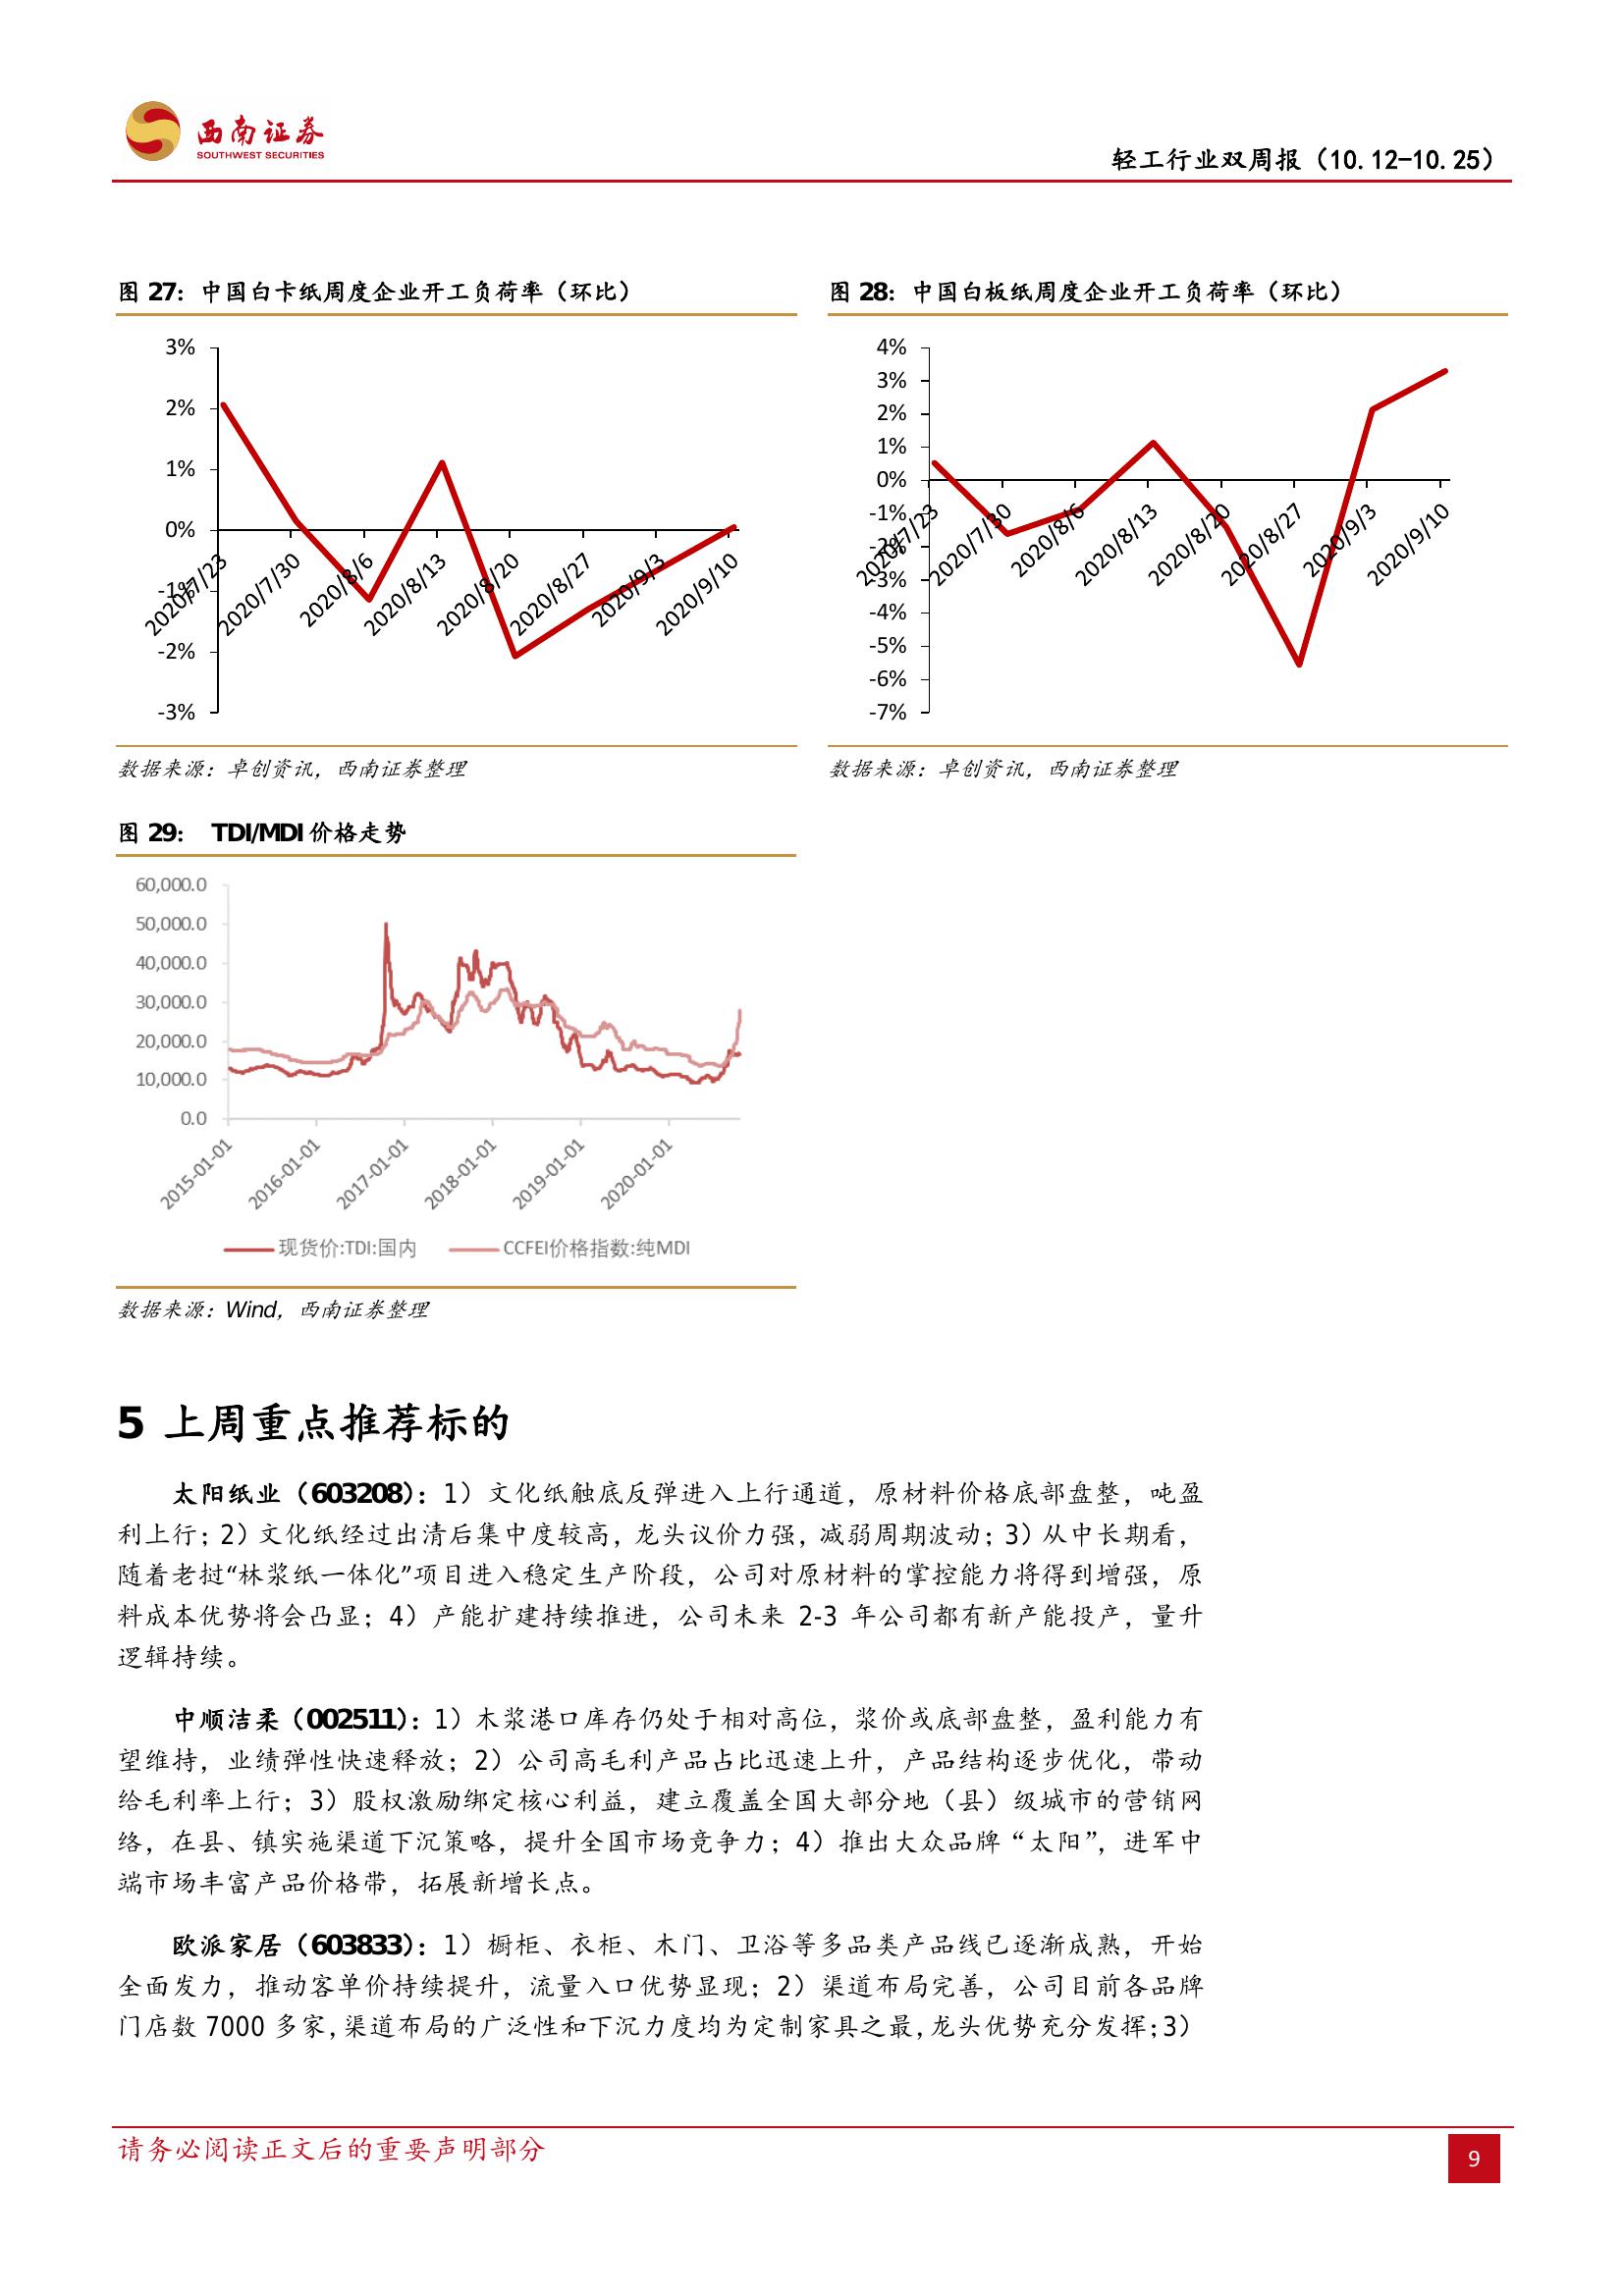 西南证券
SOUTHWEST SECURITIES
轻工行业双周报（10.12-10.25）
图 27：中国白卡纸周度企业开工负荷率（环比）
3%
2%
1%
0%
-1%
-2%
-3%
2020/7/23
2020/7/30
2020/8/6
2020/8/13
2020/8/20
2020/8/27
2020/9/3
2020/9/10
数据来源：卓创资讯，西南证券整理
图 28：中国白板纸周度企业开工负荷率（环比）
4%
3%
2%
1%
0%
-1%
-2%
-3%
-4%
-5%
-6%
-7%
2020/7/23
2020/7/30
2020/8/6
2020/8/13
2020/8/20
2020/8/27
2020/9/3
2020/9/10
数据来源：卓创资讯，西南证券整理
图 29： TDI/MDI 价格走势
60,000.0
50,000.0
40,000.0
30,000.0
20,000.0
10,000.0
0.0
2015-01-01
2016-01-01
2017-01-01
2018-01-01
2019-01-01
2020-01-01
现货价:TDI:国内
CCFEI价格指数:纯MDI
数据来源：Wind，西南证券整理
5 上周重点推荐标的
太阳纸业（603208）：1）文化纸触底反弹进入上行通道，原材料价格底部盘整，吨盈
利上行；2）文化纸经过出清后集中度较高，龙头议价力强，减弱周期波动；3）从中长期看，
随着老挝“林浆纸一体化”项目进入稳定生产阶段，公司对原材料的掌控能力将得到增强，原
料成本优势将会凸显；4）产能扩建持续推进，公司未来 2-3 年公司都有新产能投产，量升
逻辑持续。
中顺洁柔（002511）：1）木浆港口库存仍处于相对高位，浆价或底部盘整，盈利能力有
望维持，业绩弹性快速释放；2）公司高毛利产品占比迅速上升，产品结构逐步优化，带动
给毛利率上行；3）股权激励绑定核心利益，建立覆盖全国大部分地（县）级城市的营销网
络，在县、镇实施渠道下沉策略，提升全国市场竞争力；4）推出大众品牌“太阳”，进军中
端市场丰富产品价格带，拓展新增长点。
欧派家居（603833）：1）橱柜、衣柜、木门、卫浴等多品类产品线已逐渐成熟，开始
全面发力，推动客单价持续提升，流量入口优势显现；2）渠道布局完善，公司目前各品牌
门店数 7000 多家，渠道布局的广泛性和下沉力度均为定制家具之最，龙头优势充分发挥；3）
请务必阅读正文后的重要声明部分
9